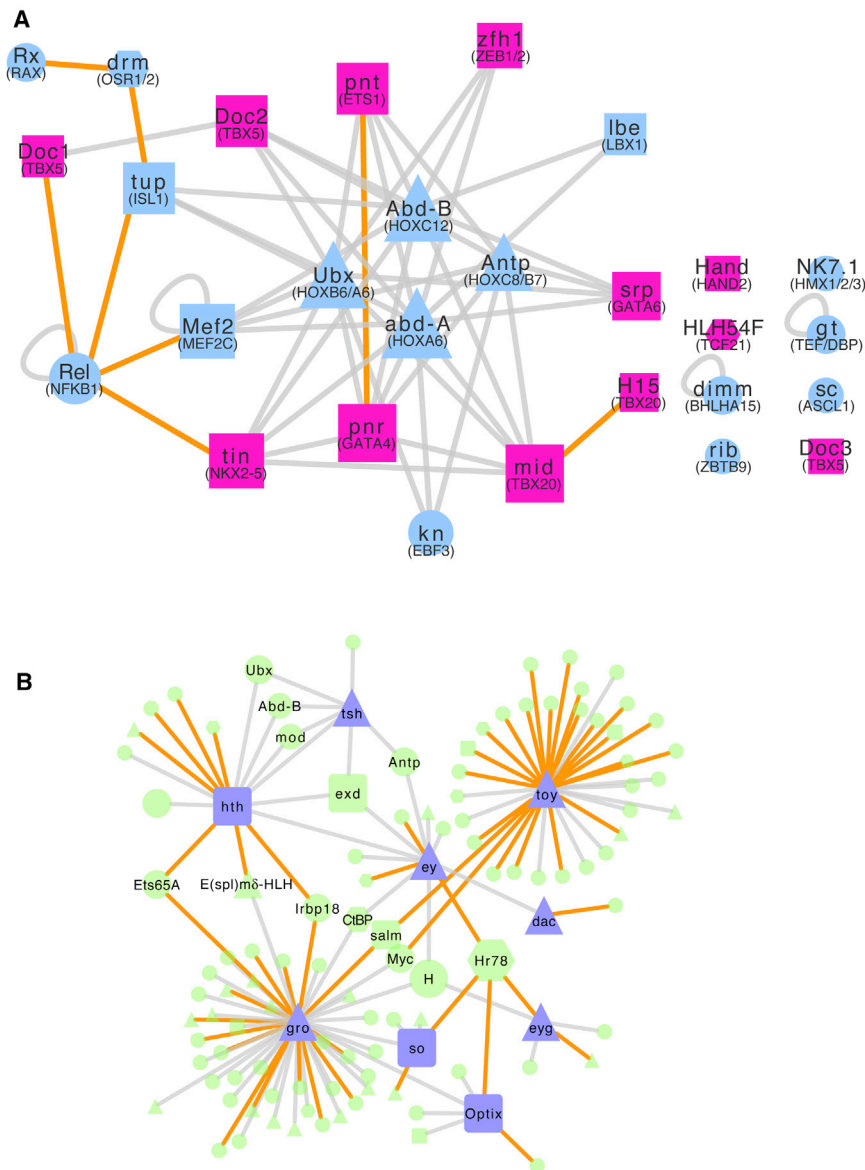 A
Rx
(RAX)
drm
(OSR1/2)
zfh1
(ZEB1/2)
pnt
(ETS1)
Doc2
(TBX5)
lbe
(LBX1)
Doc1
(TBX5)
tup
(ISL1)
Abd-B
(HOXC12)
Ubx
(HOXB6/A6)
Antp
(HOXC8/B7)
srp
(GATA6)
Hand
(HAND2)
NK7.1
(HMX1/2/3)
Mef2
(MEF2C)
abd-A
(HOXA6)
HLH54F
(TCF21)
gt
(TEF/DBP)
Rel
(NFKB1)
H15
(TBX20)
dimm
(BHLHA15)
sc
(ASCL1)
tin
(NKX2-5)
pnr
(GATA4)
mid
(TBX20)
rib
(ZBTB9)
Doc3
(TBX5)
kn
(EBF3)
B
Ubx
Abd-B
tsh
mod
Antp
exd
hth
toy
ey
Ets65A
E(spl)mδ-HLH
Irbp18
CtBP
salm
dac
Myc
Hr78
H
gro
so
eyg
Optix